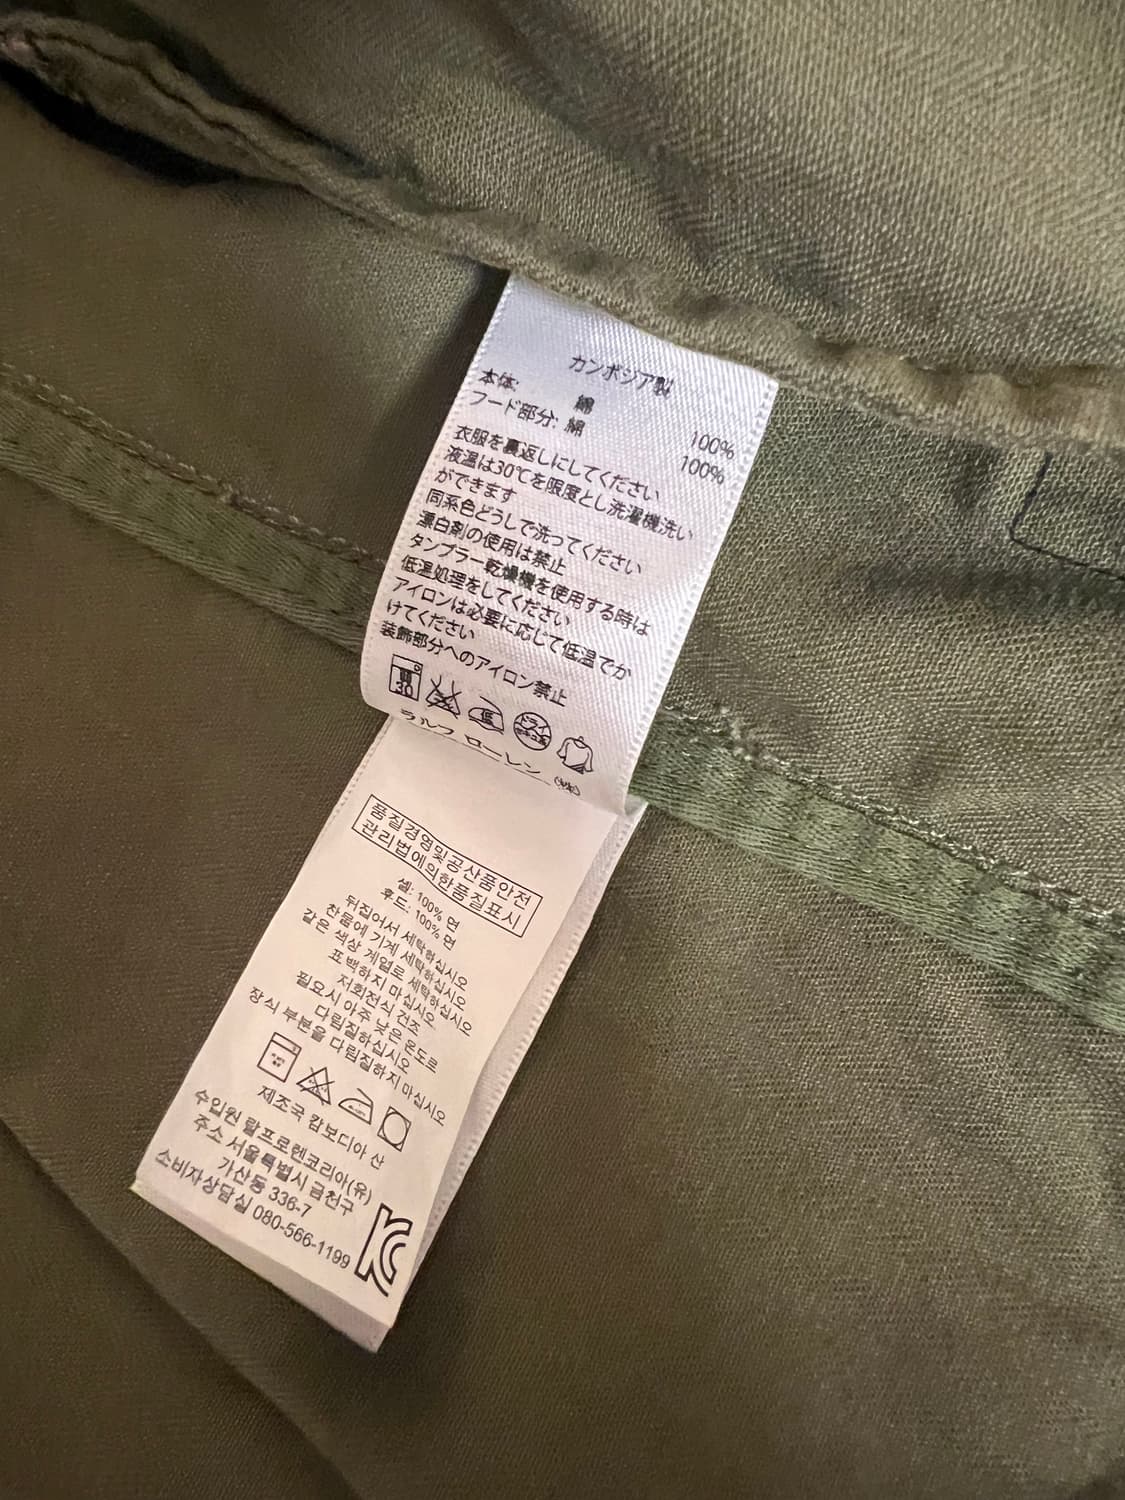 カンボジア製
本体: 綿 100%
フード部分: 綿 100%
衣服を裏返しにしてください
液温は30℃を限度とし洗濯機洗い
ができます
同系色どうしで洗ってください
漂白剤の使用は禁止
タンブラー乾燥機を使用する時は
低温処理をしてください
アイロンは必要に応じて低温でか
けてください
装飾部分へのアイロン禁止
30
ドライ
ラルフ ローレン
품질경영및공산품안전
관리법에의한품질표시
셀: 100% 면
후드: 100% 면
뒤집어서 세탁하십시오
찬물에 기계 세탁하십시오
같은 색상 계열로 세탁하십시오
표백하지 마십시오
저회전식 건조
필요시 아주 낮은 온도로
다림질하십시오
장식 부분을 다림질하지 마십시오
제조국 캄보디아 산
수입원 랄프로렌코리아(유)
주소 서울특별시 금천구
가산동 336-7
소비자상담실 080-566-1199